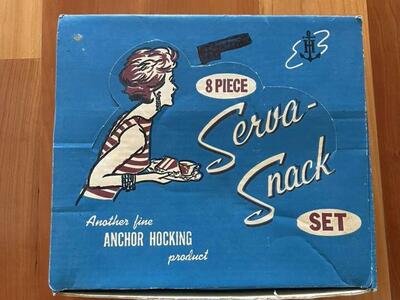 8 PIECE
Serva-
Snack
SET
Another fine
ANCHOR HOCKING
product